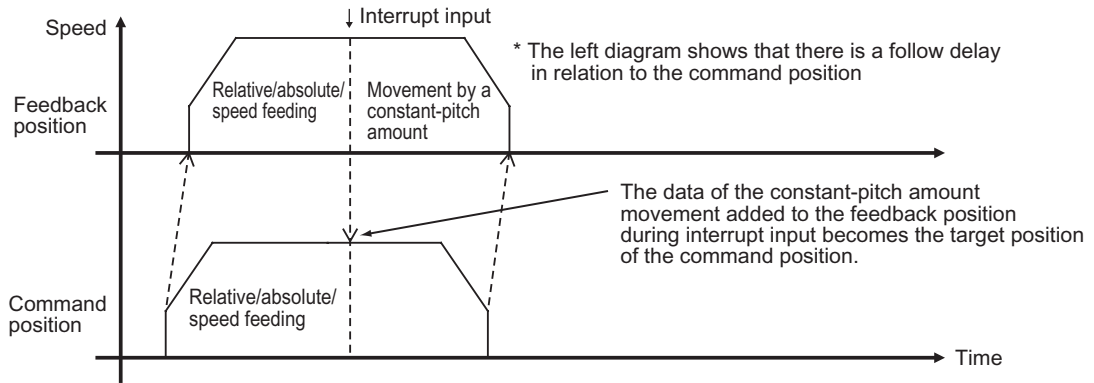 Interrupt input
Speed
* The left diagram shows that there is a follow delay
in relation to the command position
Feedback
position
Relative/absolute/
speed feeding
Movement by a
constant-pitch
amount
The data of the constant-pitch amount
movement added to the feedback position
during interrupt input becomes the target position
of the command position.
Command
position
Relative/absolute/
speed feeding
Time